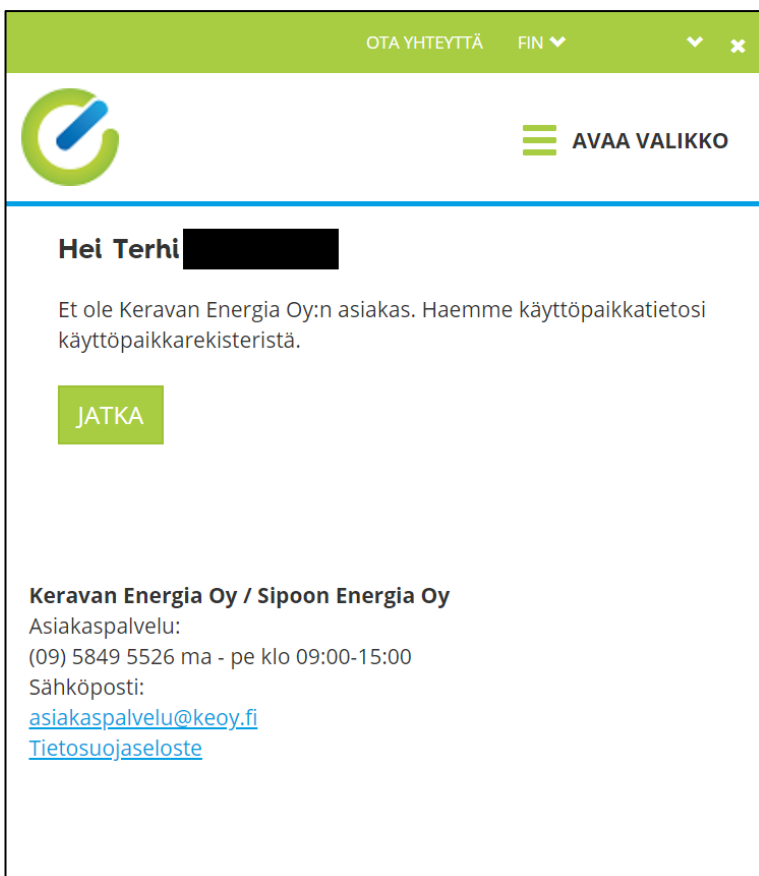 OTA YHTEYTTÄ FIN
AVAA VALIKKO
Hei Terhi
Et ole Keravan Energia Oy:n asiakas. Haemme käyttöpaikkatietosi
käyttöpaikkarekisteristä.
JATKA
Keravan Energia Oy / Sipoon Energia Oy
Asiakaspalvelu:
(09) 5849 5526 ma - pe klo 09:00-15:00
Sähköposti:
asiakaspalvelu@keoy.fi
Tietosuojaseloste